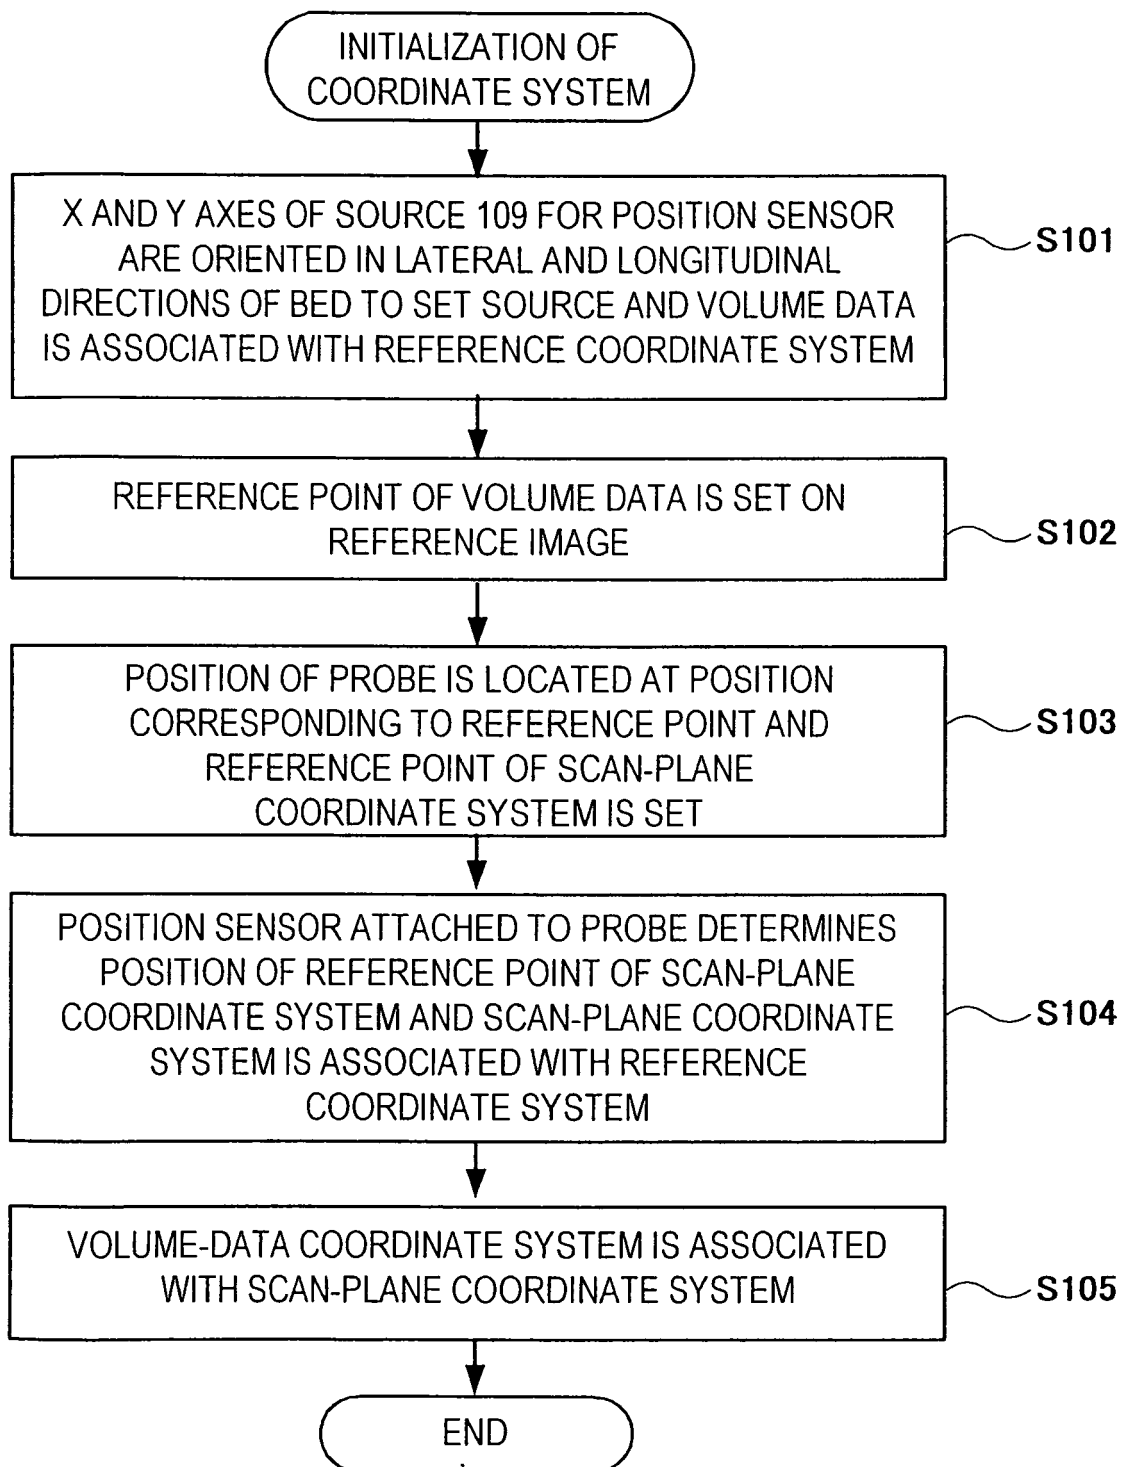 INITIALIZATION OF
COORDINATE SYSTEM
X AND Y AXES OF SOURCE 109 FOR POSITION SENSOR
ARE ORIENTED IN LATERAL AND LONGITUDINAL
DIRECTIONS OF BED TO SET SOURCE AND VOLUME DATA
IS ASSOCIATED WITH REFERENCE COORDINATE SYSTEM
S101
REFERENCE POINT OF VOLUME DATA IS SET ON
REFERENCE IMAGE
S102
POSITION OF PROBE IS LOCATED AT POSITION
CORRESPONDING TO REFERENCE POINT AND
REFERENCE POINT OF SCAN-PLANE
COORDINATE SYSTEM IS SET
S103
POSITION SENSOR ATTACHED TO PROBE DETERMINES
POSITION OF REFERENCE POINT OF SCAN-PLANE
COORDINATE SYSTEM AND SCAN-PLANE COORDINATE
SYSTEM IS ASSOCIATED WITH REFERENCE
COORDINATE SYSTEM
S104
VOLUME-DATA COORDINATE SYSTEM IS ASSOCIATED
WITH SCAN-PLANE COORDINATE SYSTEM
S105
END